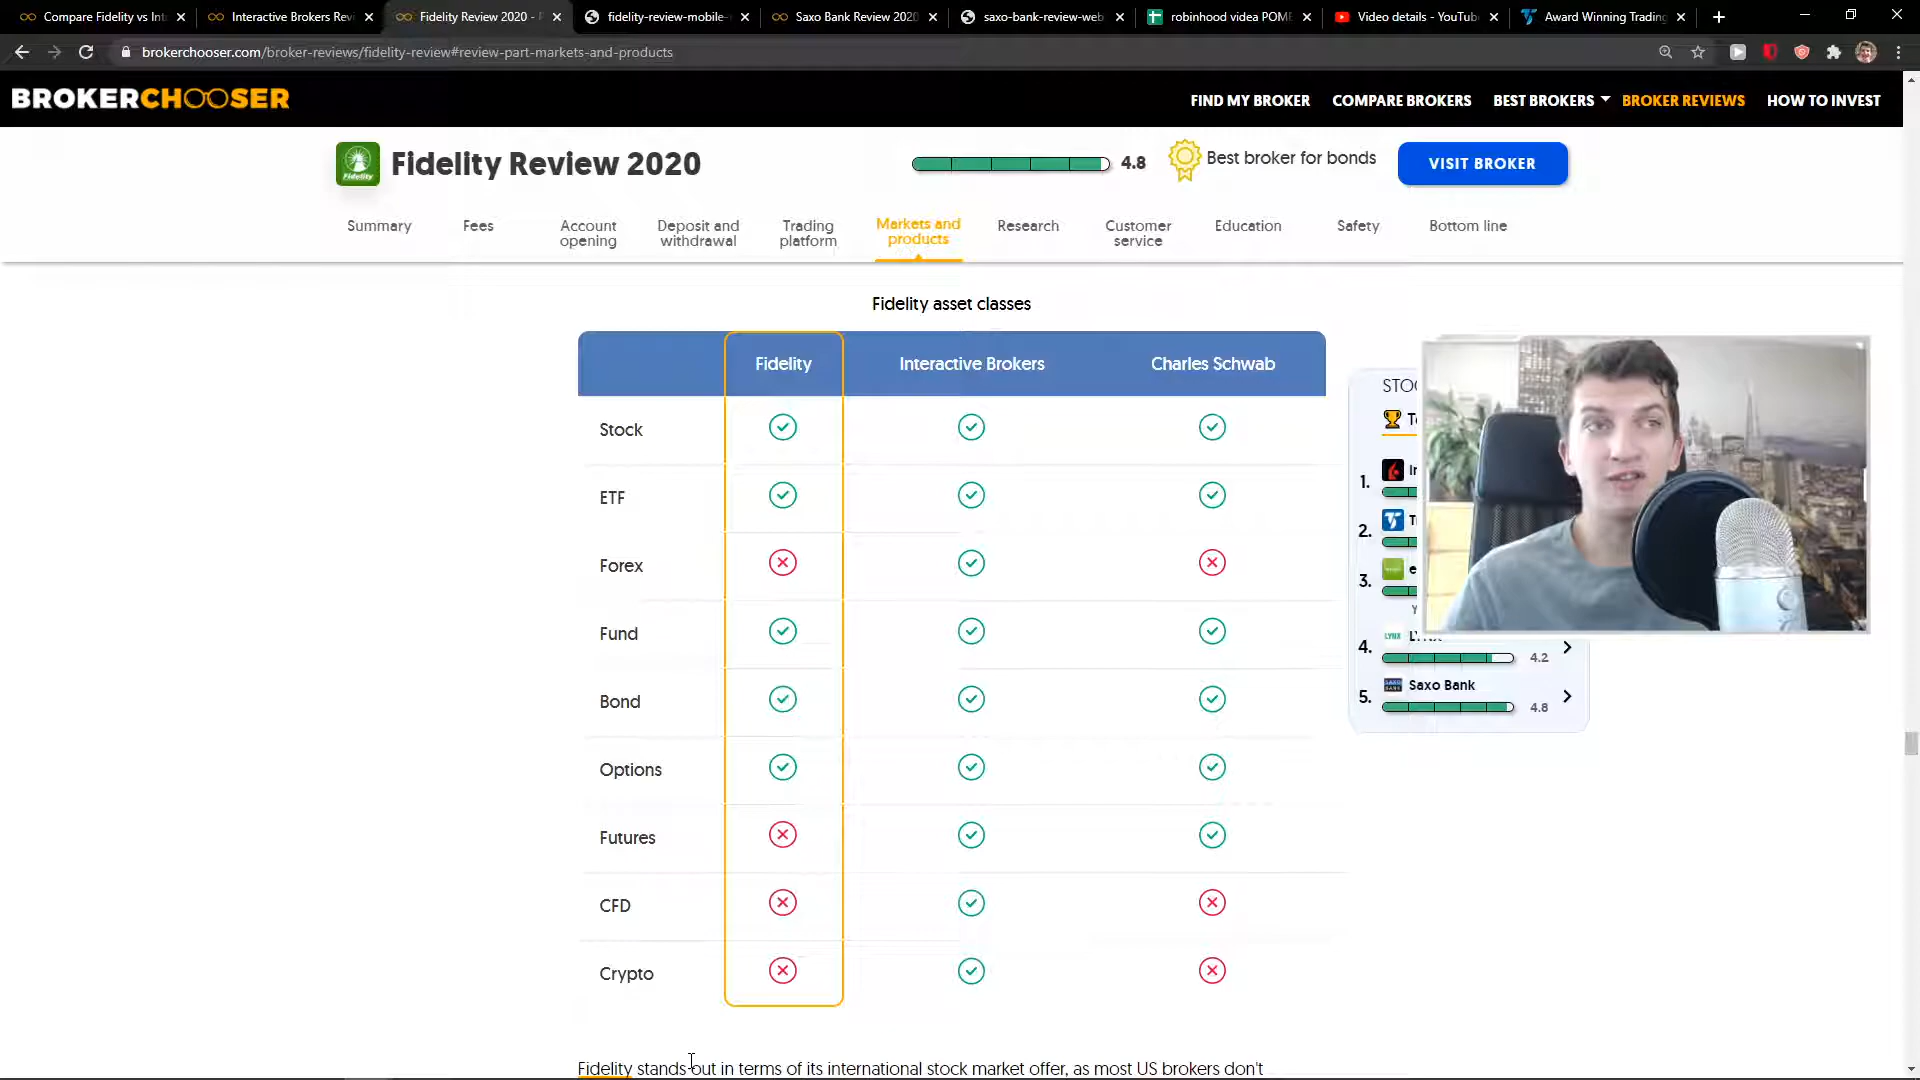 Compare Fidelity vs Int
Interactive Brokers Rev
Fidelity Review 2020 -
fidelity-review-mobile-
Saxo Bank Review 2020
saxo-bank-review-web
robinhood videa POME
Video details - YouTub
Award Winning Trading
brokerchooser.com/broker-reviews/fidelity-review#review-part-markets-and-products
BROKERCHOOSER
FIND MY BROKER COMPARE BROKERS BEST BROKERS BROKER REVIEWS HOW TO INVEST
Fidelity
Fidelity Review 2020
4.8
Best broker for bonds
VISIT BROKER
Summary
Fees
Account
opening
Deposit and
withdrawal
Trading
platform
Markets and
products
Research
Customer
service
Education
Safety
Bottom line
Fidelity asset classes
Fidelity Interactive Brokers Charles Schwab
Stock
ETF
Forex
Fund
Bond
Options
Futures
CFD
Crypto
STO
1.
2.
3.
4.
4.2
5. Saxo Bank
4.8
Fidelity stands out in terms of its international stock market offer, as most US brokers don't